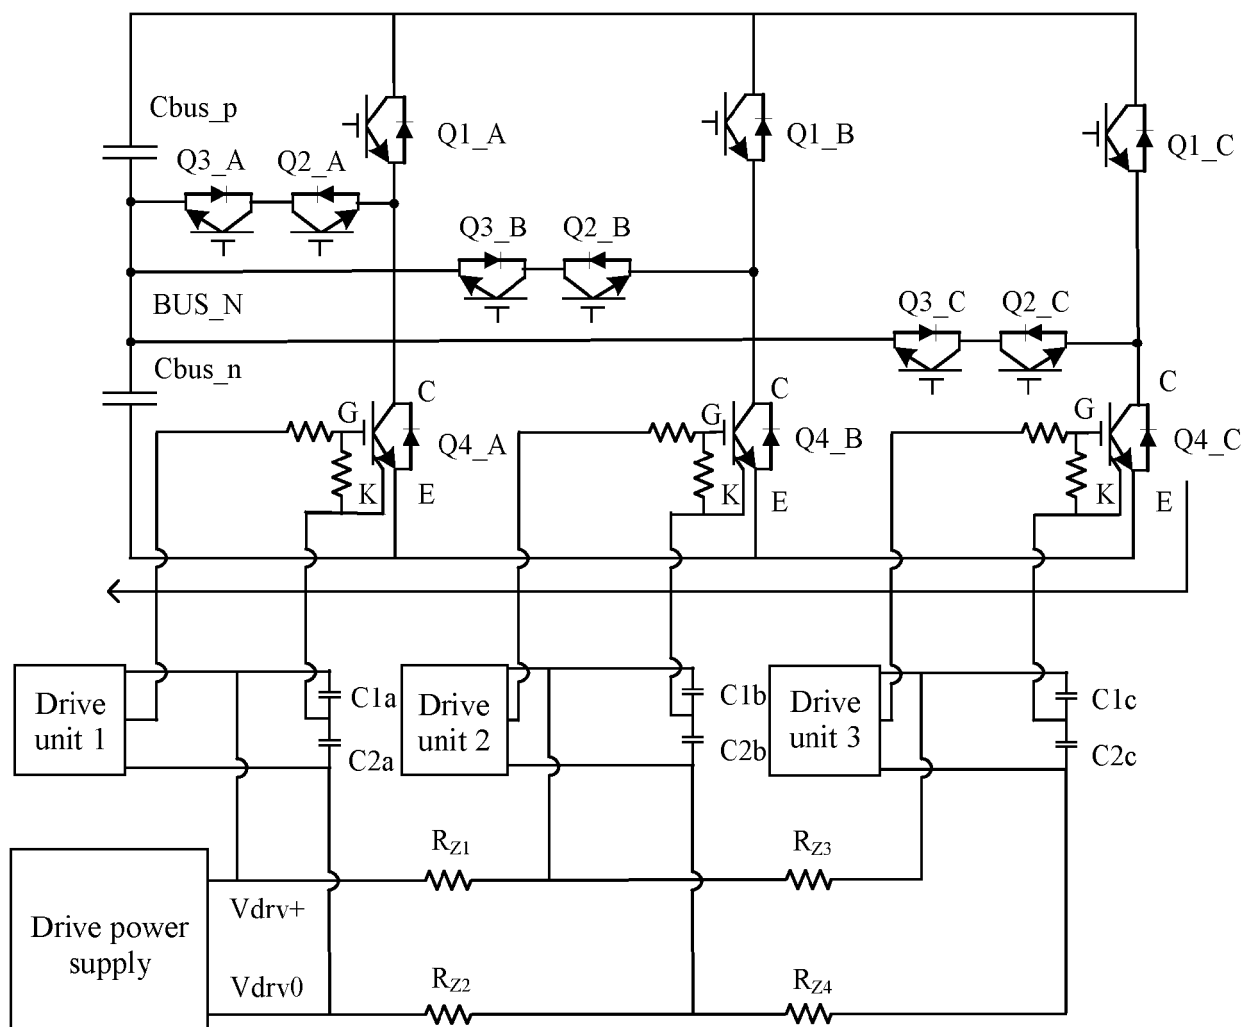 Cbus_p
Q1_A
Q1_B
Q1_C
Q3_A
Q2_A
Q3_B
Q2_B
BUS_N
Q3_C
Q2_C
Cbus_n
C
C
C
G
G
G
Q4_A
Q4_B
Q4_C
K
E
K
E
K
E
Drive
unit 1
C1a
C2a
Drive
unit 2
C1b
C2b
Drive
unit 3
C1c
C2c
RZ1
RZ3
Vdrv+
Drive power
supply
Vdrv0
RZ2
RZ4